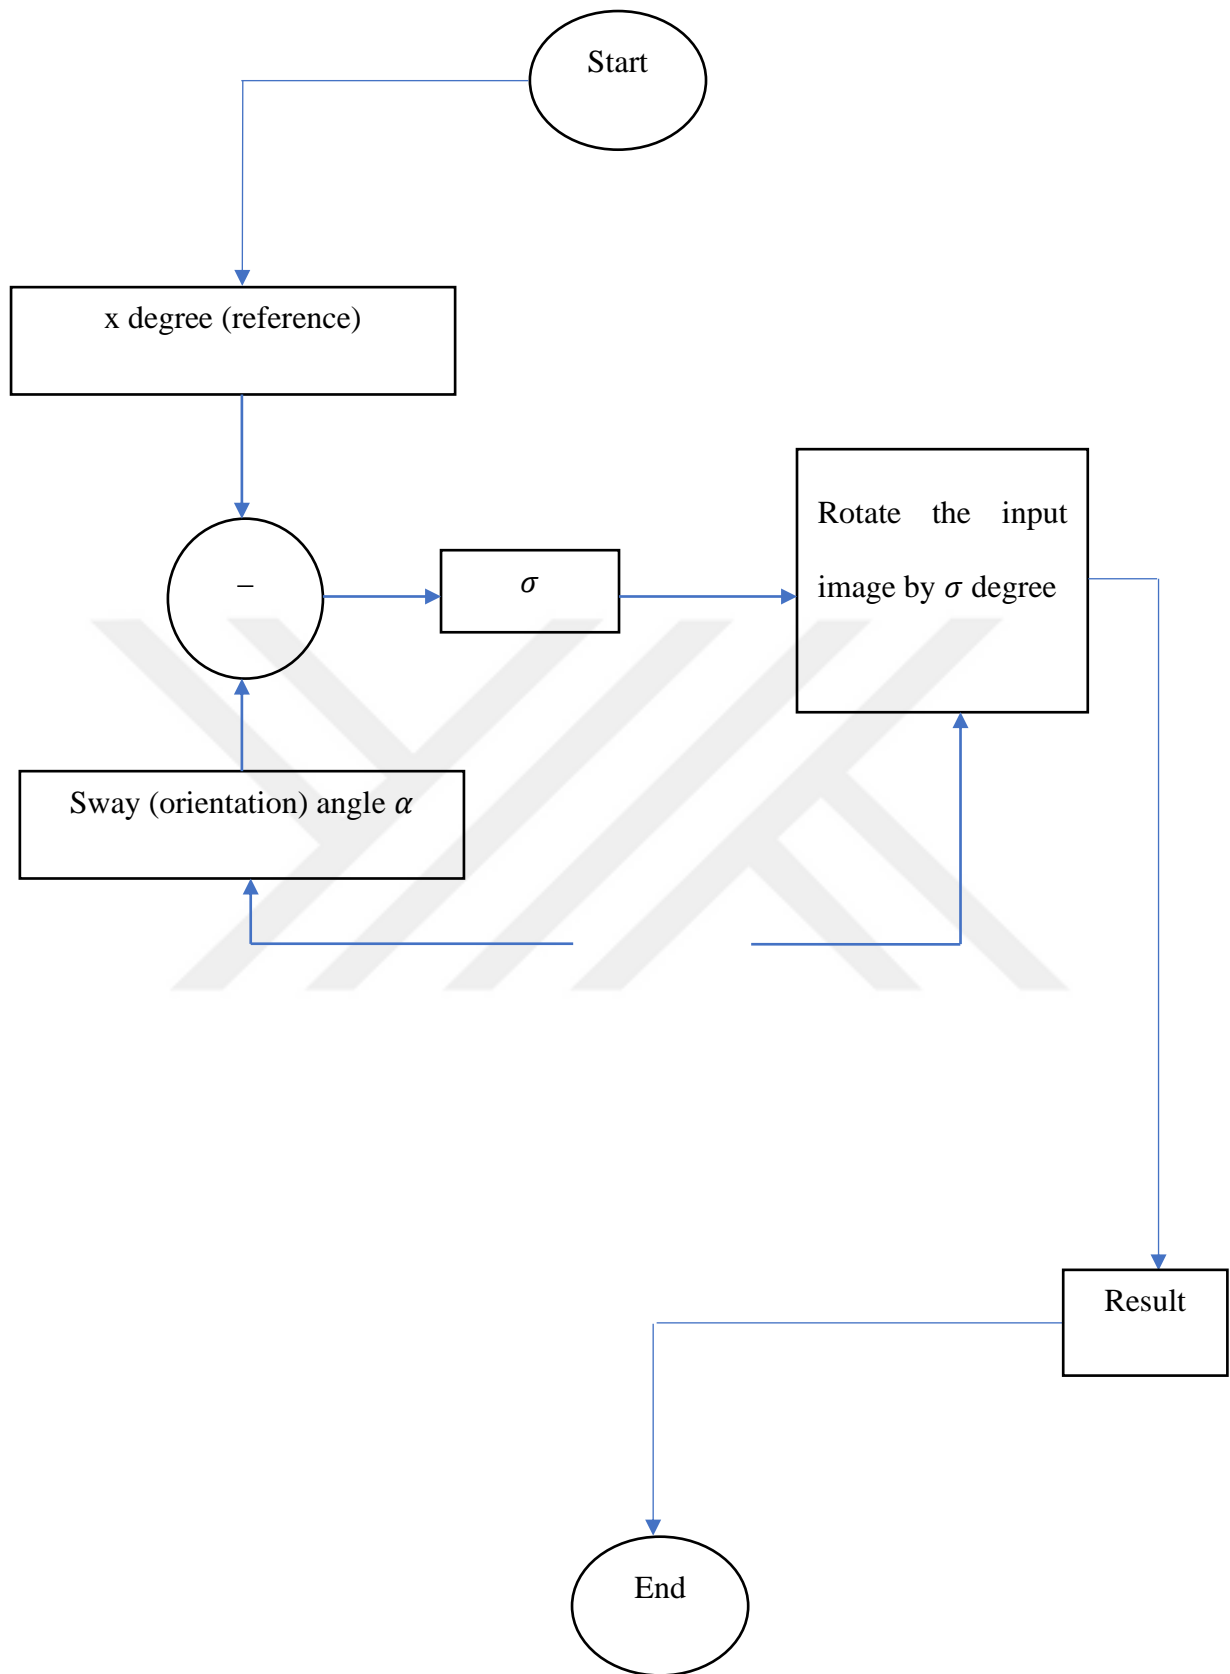 Start
x degree (reference)
−
𝜎
Rotate the input
image by 𝜎 degree
Sway (orientation) angle 𝛼
Result
End